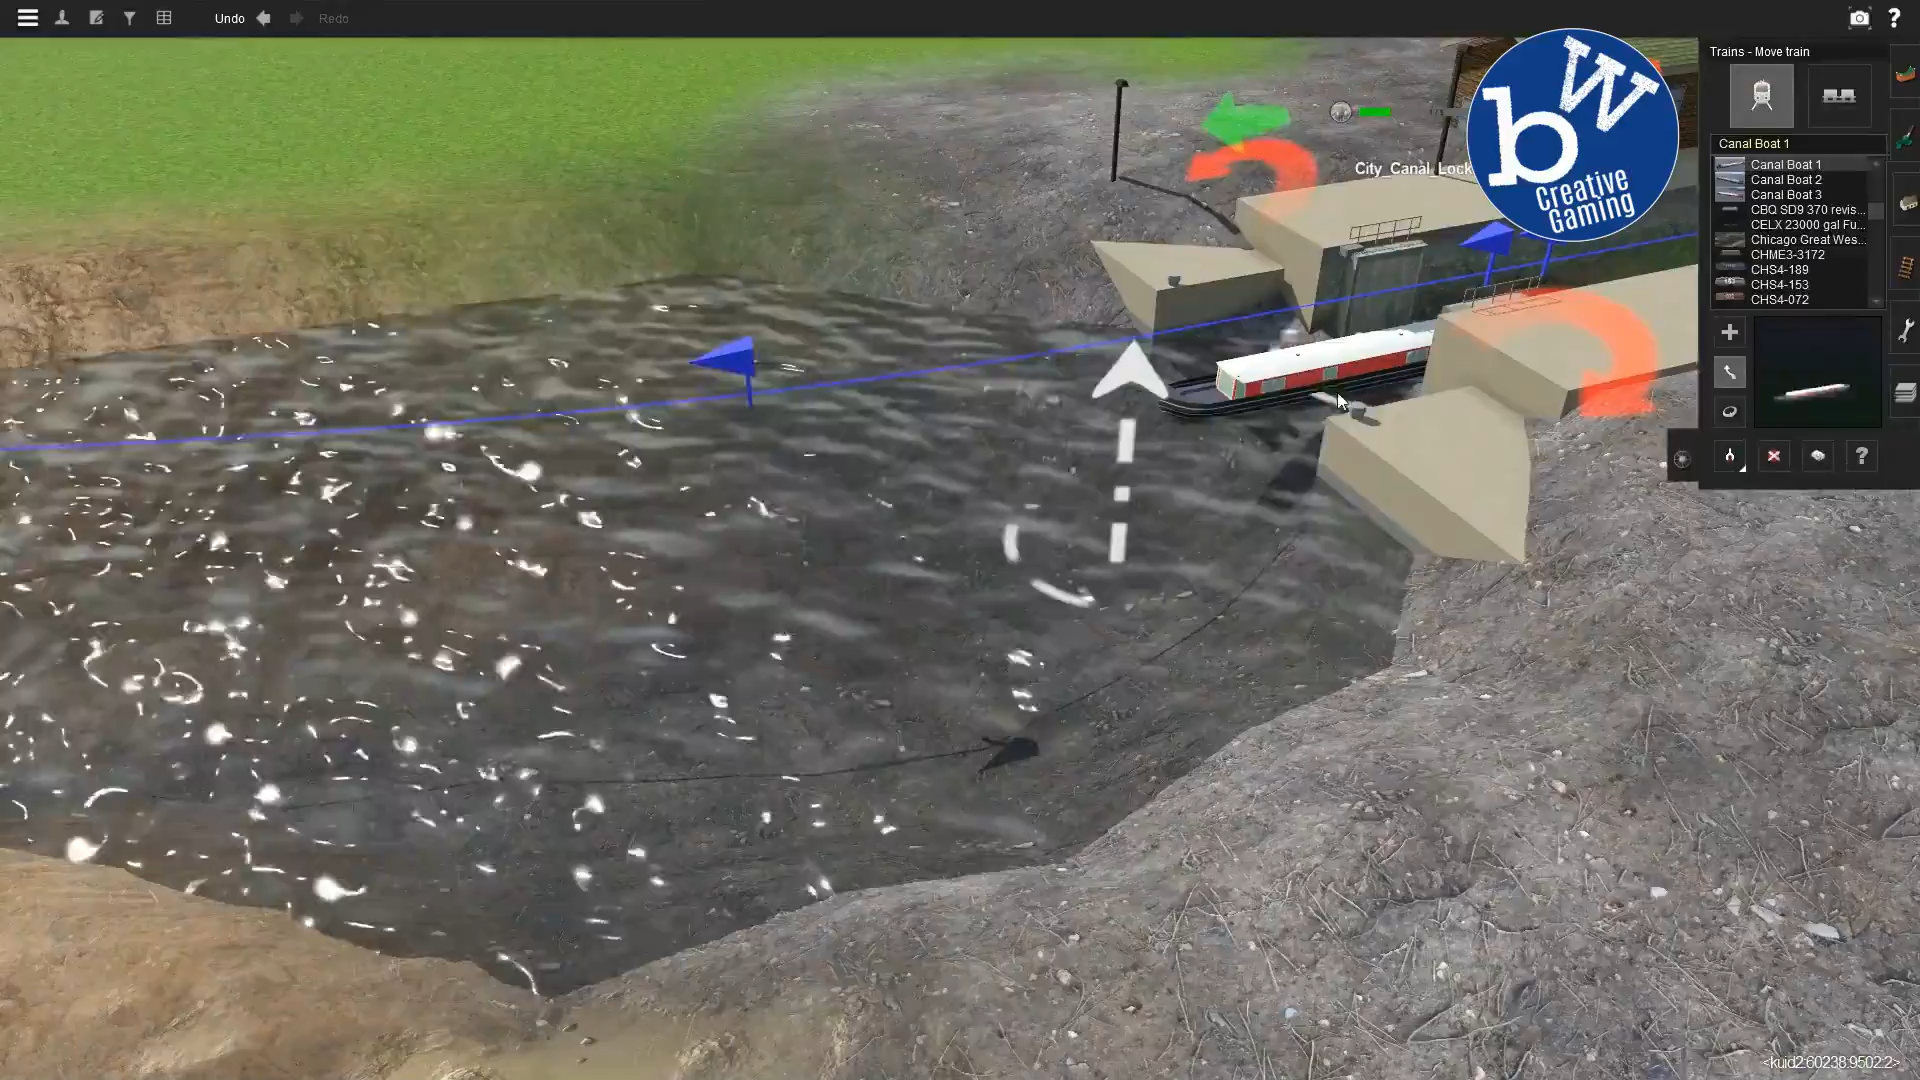 Undo
Redo
?
Trains - Move train
bW
Creative
Gaming
City_Canal_Lock
Canal Boat 1
Canal Boat 1
Canal Boat 2
Canal Boat 3
CBQ SD9 370 revis...
CELX 23000 gal Fu...
Chicago Great Wes...
CHME3-3172
CHS4-189
CHS4-153
CHS4-072
?
<kuid2:60238:9502:2>